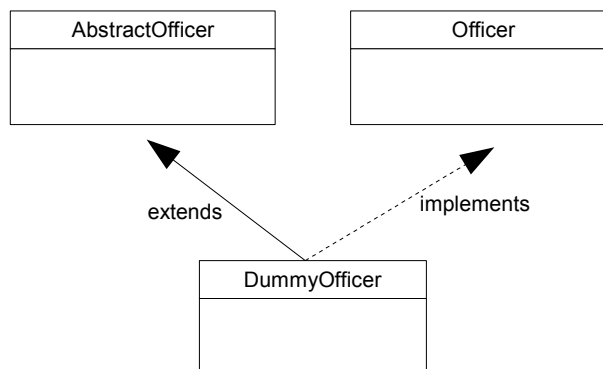 AbstractOfficer
Officer
extends
implements
DummyOfficer